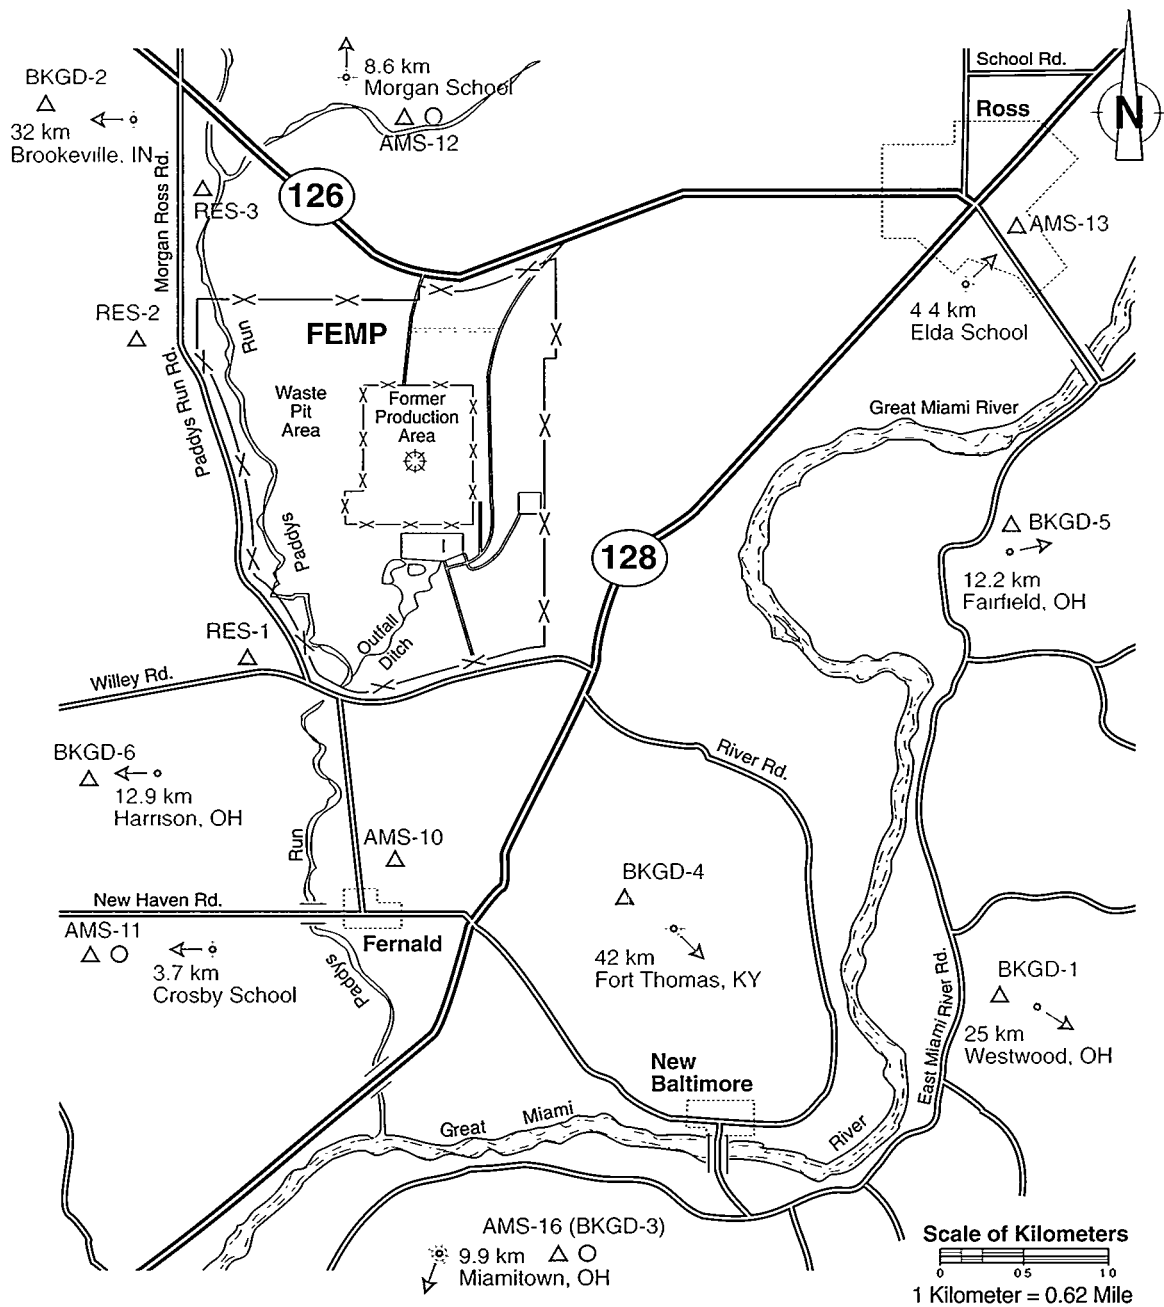 School Rd.
8.6 km
Morgan School
BKGD-2
32 km
Brookeville, IN
AMS-12
Ross
N
Morgan Ross Rd.
126
RES-3
AMS-13
4 4 km
Elda School
RES-2
Run
FEMP
Paddys Run Rd.
Waste
Pit
Area
Former
Production
Area
Great Miami River
Paddys
BKGD-5
12.2 km
Fairfield, OH
128
RES-1
Outfall
Ditch
Willey Rd.
BKGD-6
12.9 km
Harrison, OH
River Rd.
Run
AMS-10
BKGD-4
42 km
Fort Thomas, KY
New Haven Rd.
AMS-11
3.7 km
Crosby School
Fernald
Paddys
BKGD-1
25 km
Westwood, OH
East Miami River Rd.
New
Baltimore
Great Miami River
AMS-16 (BKGD-3)
9.9 km
Miamitown, OH
Scale of Kilometers
0 05 10
1 Kilometer = 0.62 Mile